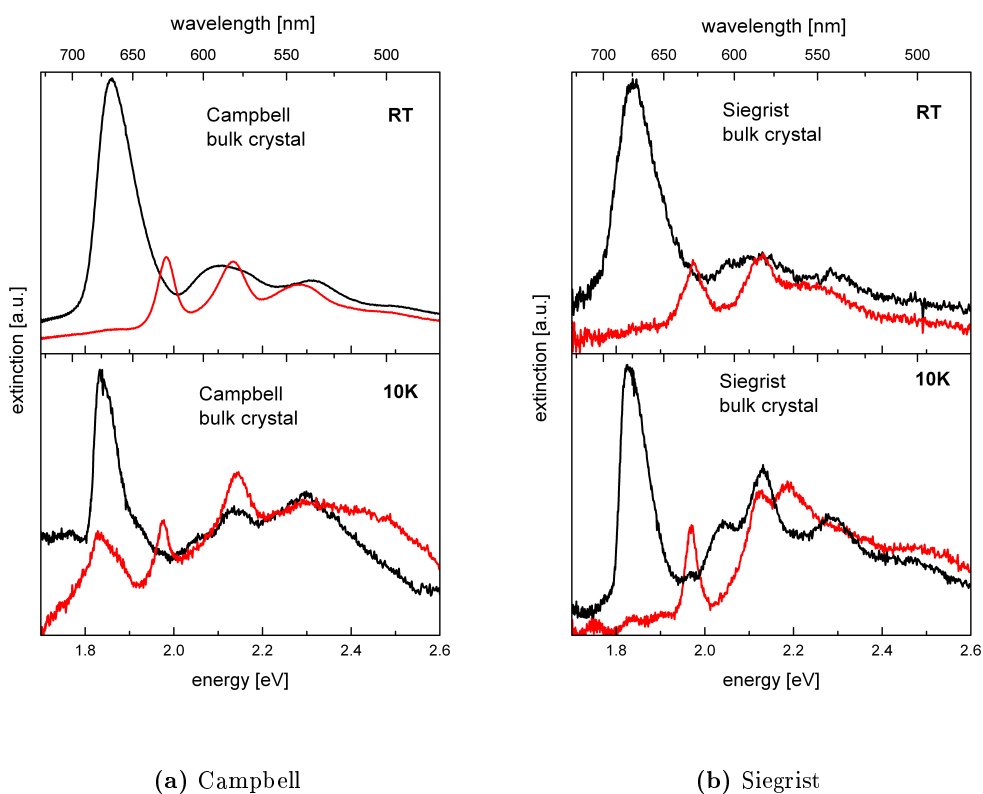 wavelength [nm]
700 650 600 550 500
Campbell
bulk crystal
RT
Campbell
bulk crystal
10K
extinction [a.u.]
1.8 2.0 2.2 2.4 2.6
energy [eV]
(a) Campbell
wavelength [nm]
700 650 600 550 500
Siegrist
bulk crystal
RT
Siegrist
bulk crystal
10K
extinction [a.u.]
1.8 2.0 2.2 2.4 2.6
energy [eV]
(b) Siegrist